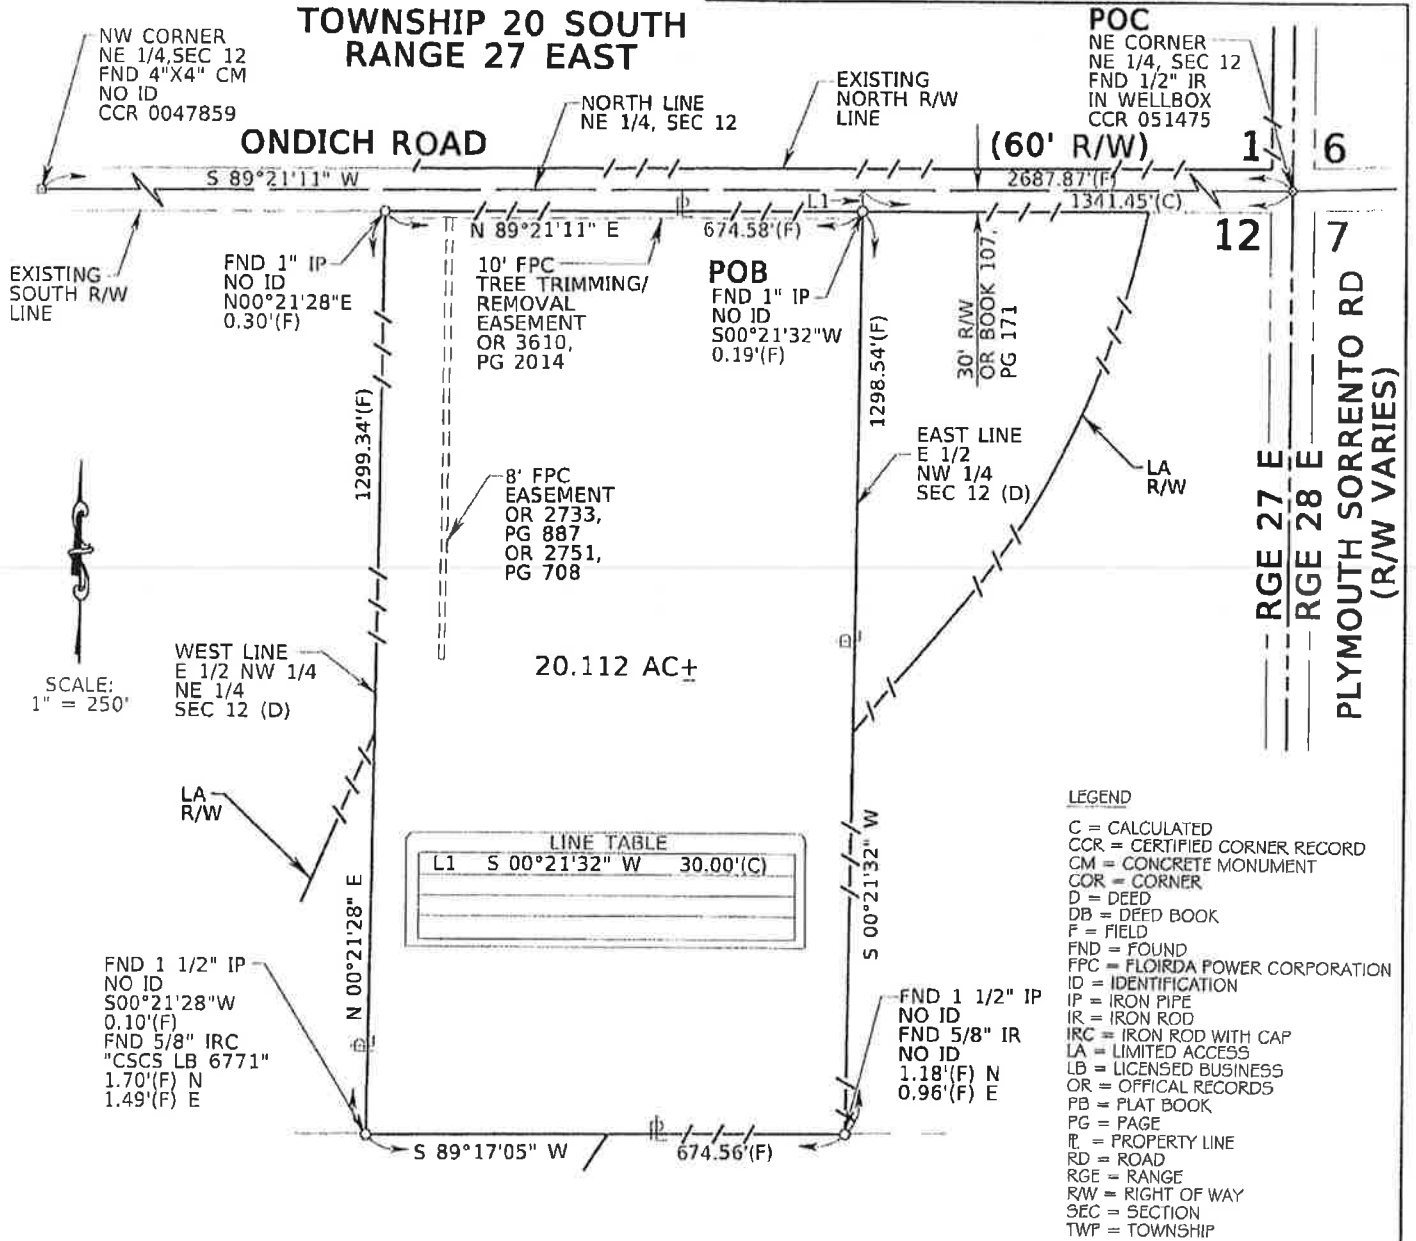 TOWNSHIP 20 SOUTH
RANGE 27 EAST
NW CORNER
NE 1/4,SEC 12
FND 4"X4" CM
NO ID
CCR 0047859
NORTH LINE
NE 1/4, SEC 12
EXISTING
NORTH R/W
LINE
POC
NE CORNER
NE 1/4, SEC 12
FND 1/2" IR
IN WELLBOX
CCR 051475
ONDICH ROAD
(60' R/W)
1
6
S 89°21'11" W
2687.87'(F)
L1
1341.45'(C)
12
7
N 89°21'11" E
674.58'(F)
EXISTING
SOUTH R/W
LINE
FND 1" IP
NO ID
N00°21'28"E
0.30'(F)
10' FPC
TREE TRIMMING/
REMOVAL
EASEMENT
OR 3610,
PG 2014
POB
FND 1" IP
NO ID
S00°21'32"W
0.19'(F)
30' R/W
OR BOOK 107,
PG 171
1299.34'(F)
1298.54'(F)
8' FPC
EASEMENT
OR 2733,
PG 887
OR 2751,
PG 708
EAST LINE
E 1/2
NW 1/4
SEC 12 (D)
LA
R/W
RGE 27 E
RGE 28 E
PLYMOUTH SORRENTO RD
(R/W VARIES)
SCALE:
1" = 250'
WEST LINE
E 1/2 NW 1/4
NE 1/4
SEC 12 (D)
20.112 AC±
LA
R/W
LINE TABLE
L1 S 00°21'32" W 30.00'(C)
N 00°21'28" E
S 00°21'32" W
FND 1 1/2" IP
NO ID
S00°21'28"W
0.10'(F)
FND 5/8" IRC
"CSCS LB 6771"
1.70'(F) N
1.49'(F) E
FND 1 1/2" IP
NO ID
FND 5/8" IR
NO ID
1.18'(F) N
0.96'(F) E
S 89°17'05" W
674.56'(F)
LEGEND
C = CALCULATED
CCR = CERTIFIED CORNER RECORD
CM = CONCRETE MONUMENT
COR = CORNER
D = DEED
DB = DEED BOOK
F = FIELD
FND = FOUND
FPC = FLOIRDA POWER CORPORATION
ID = IDENTIFICATION
IP = IRON PIPE
IR = IRON ROD
IRC = IRON ROD WITH CAP
LA = LIMITED ACCESS
LB = LICENSED BUSINESS
OR = OFFICAL RECORDS
PB = PLAT BOOK
PG = PAGE
PL = PROPERTY LINE
RD = ROAD
RGE = RANGE
R/W = RIGHT OF WAY
SEC = SECTION
TWP = TOWNSHIP